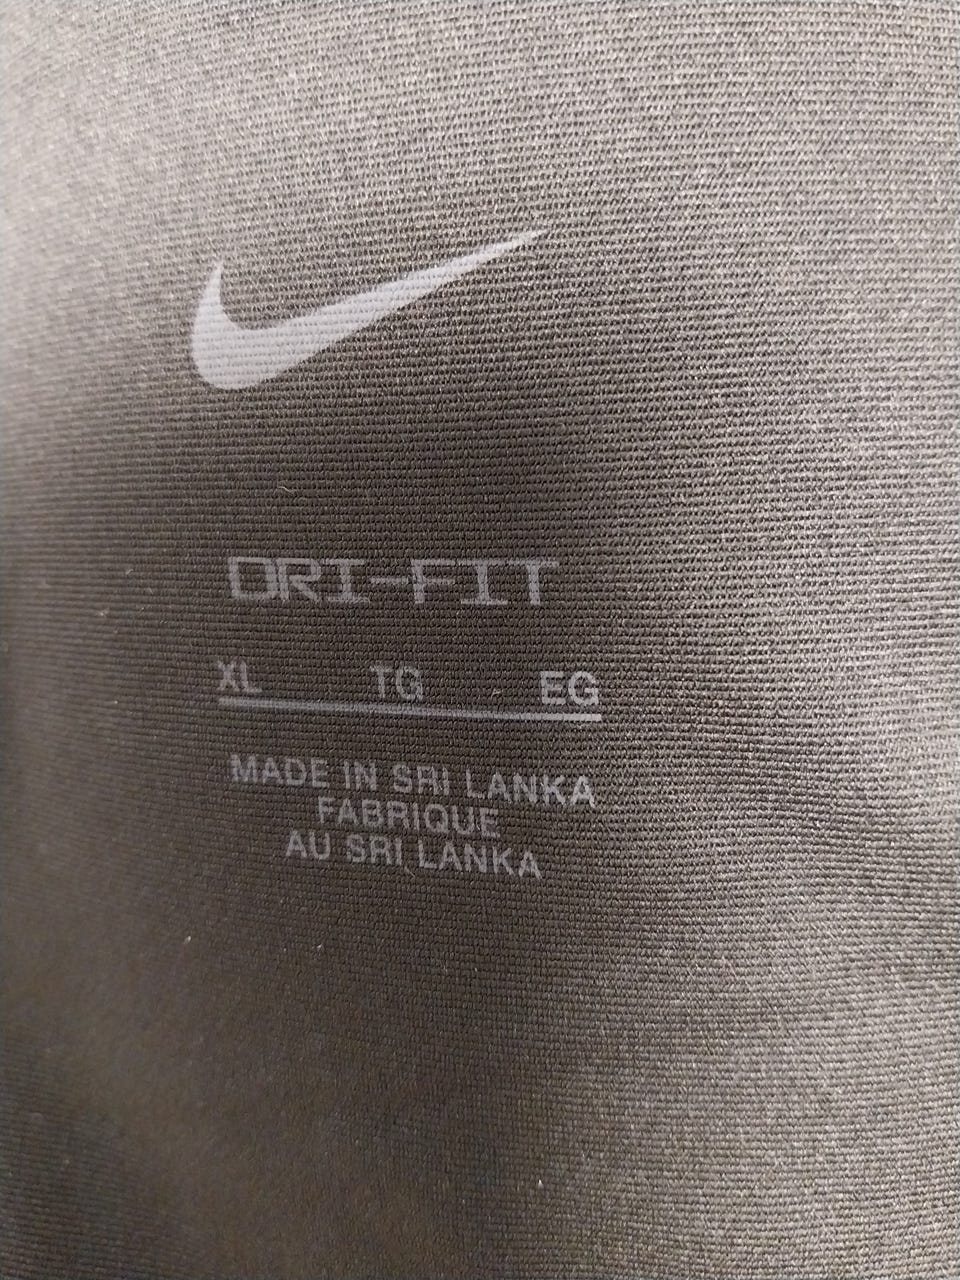 DRI-FIT
XL TG EG
MADE IN SRI LANKA
FABRIQUE
AU SRI LANKA